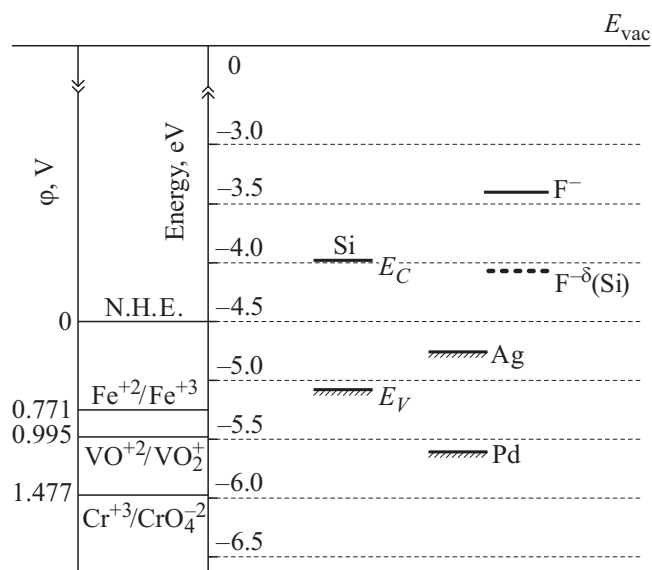 E_vac
0
φ, V
Energy, eV
–3.0
–3.5
F⁻
–4.0
Si
E_C
F^–δ(Si)
N.H.E.
0
–4.5
Ag
–5.0
Fe⁺²/Fe⁺³
E_V
0.771
0.995
–5.5
VO⁺²/VO₂⁺
Pd
1.477
–6.0
Cr⁺³/CrO₄⁻²
–6.5